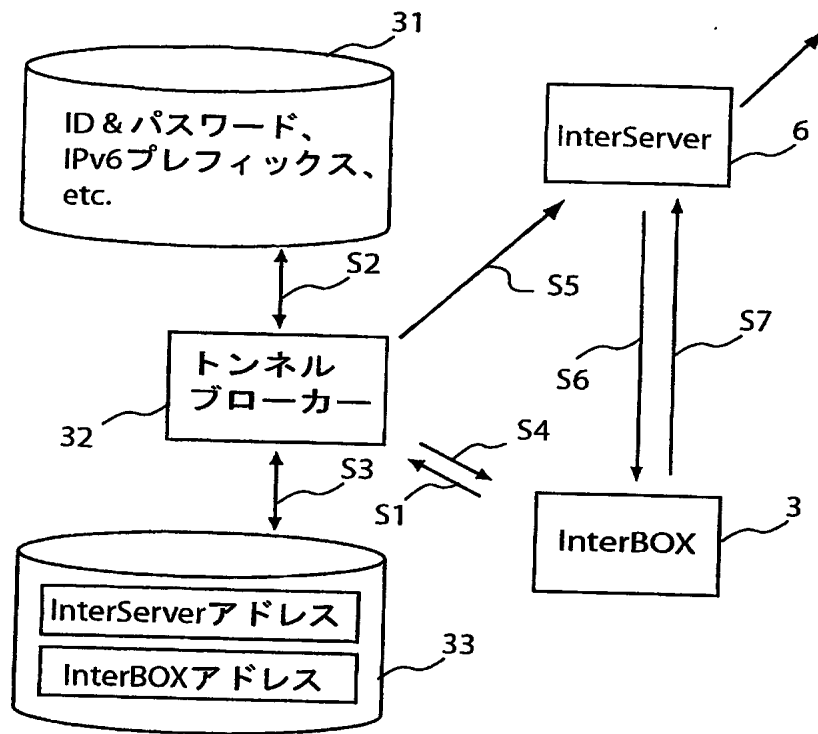 31
ID & パスワード、
IPv6プレフィックス、
etc.
InterServer
6
S2
S5
トンネル
ブローカー
32
S6
S7
S4
S3
S1
InterBOX
3
InterServerアドレス
InterBOXアドレス
33